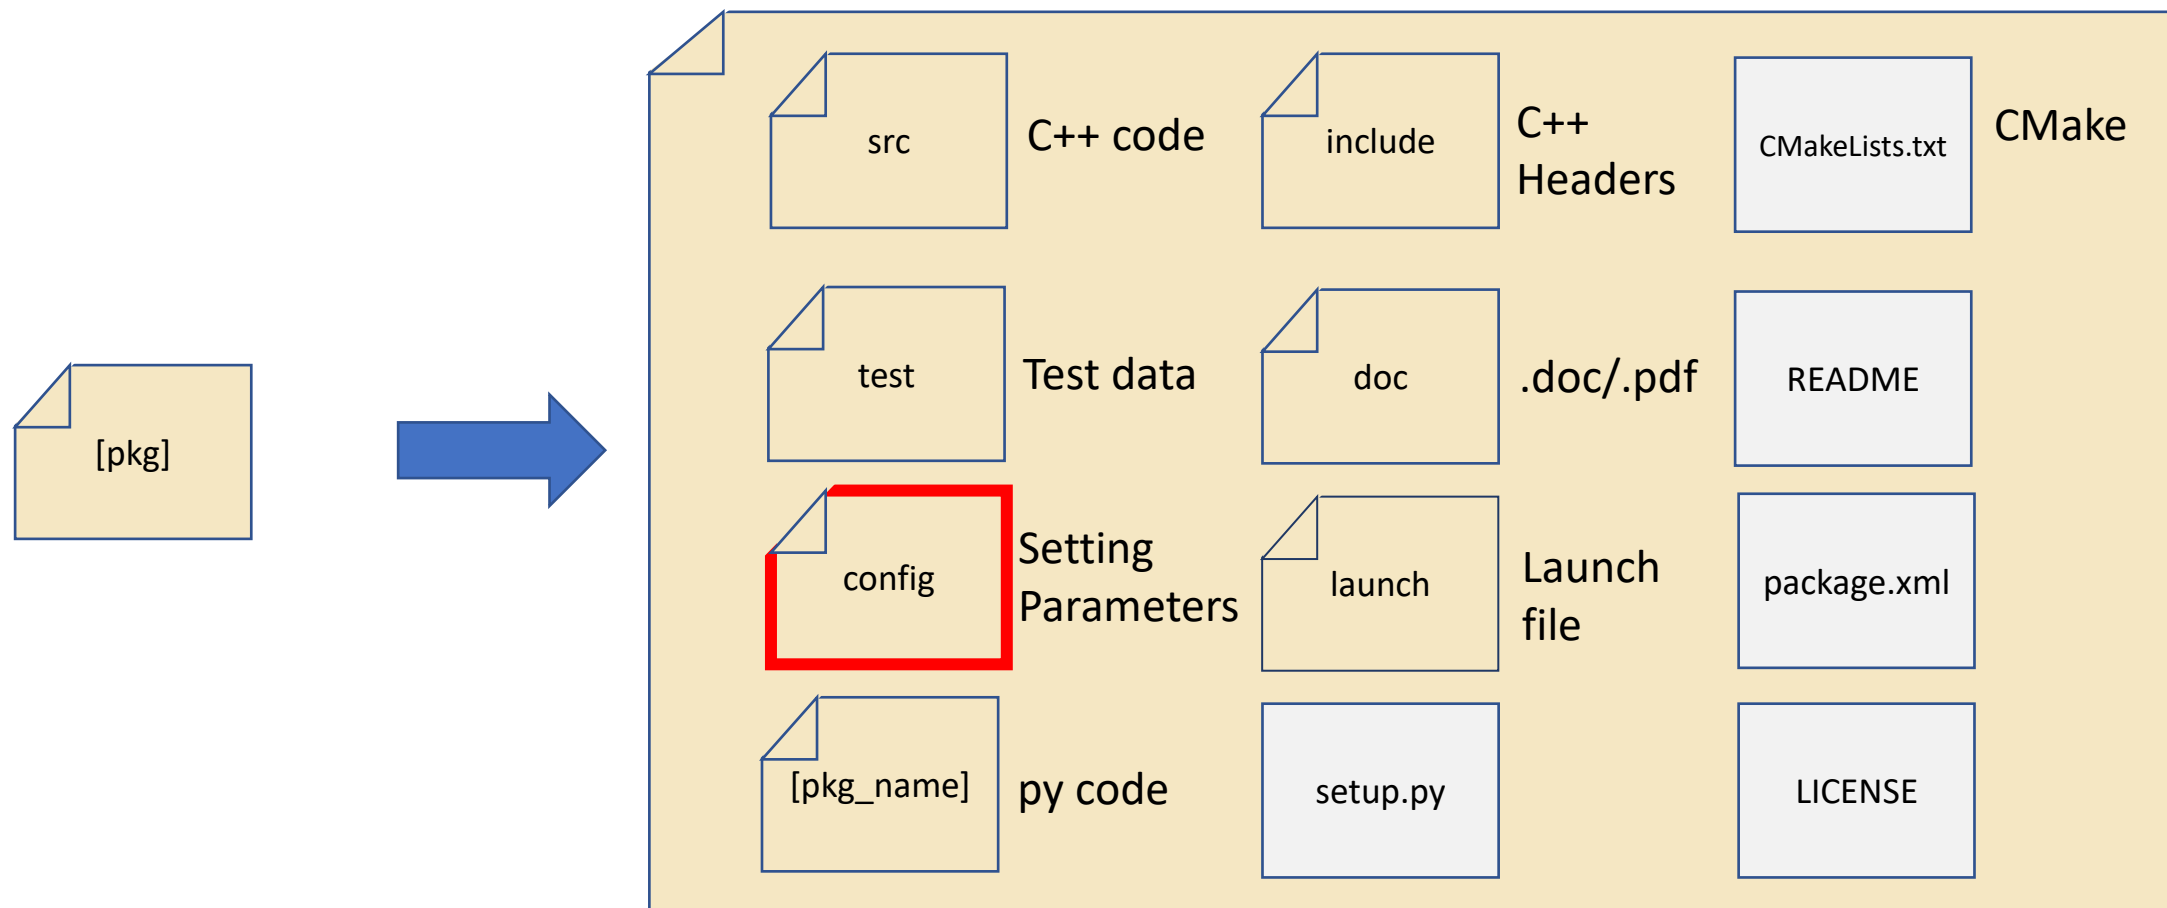 [pkg]
src
C++ code
include
C++
Headers
CMakeLists.txt
CMake
test
Test data
doc
.doc/.pdf
README
config
Setting
Parameters
launch
Launch
file
package.xml
[pkg_name]
py code
setup.py
LICENSE